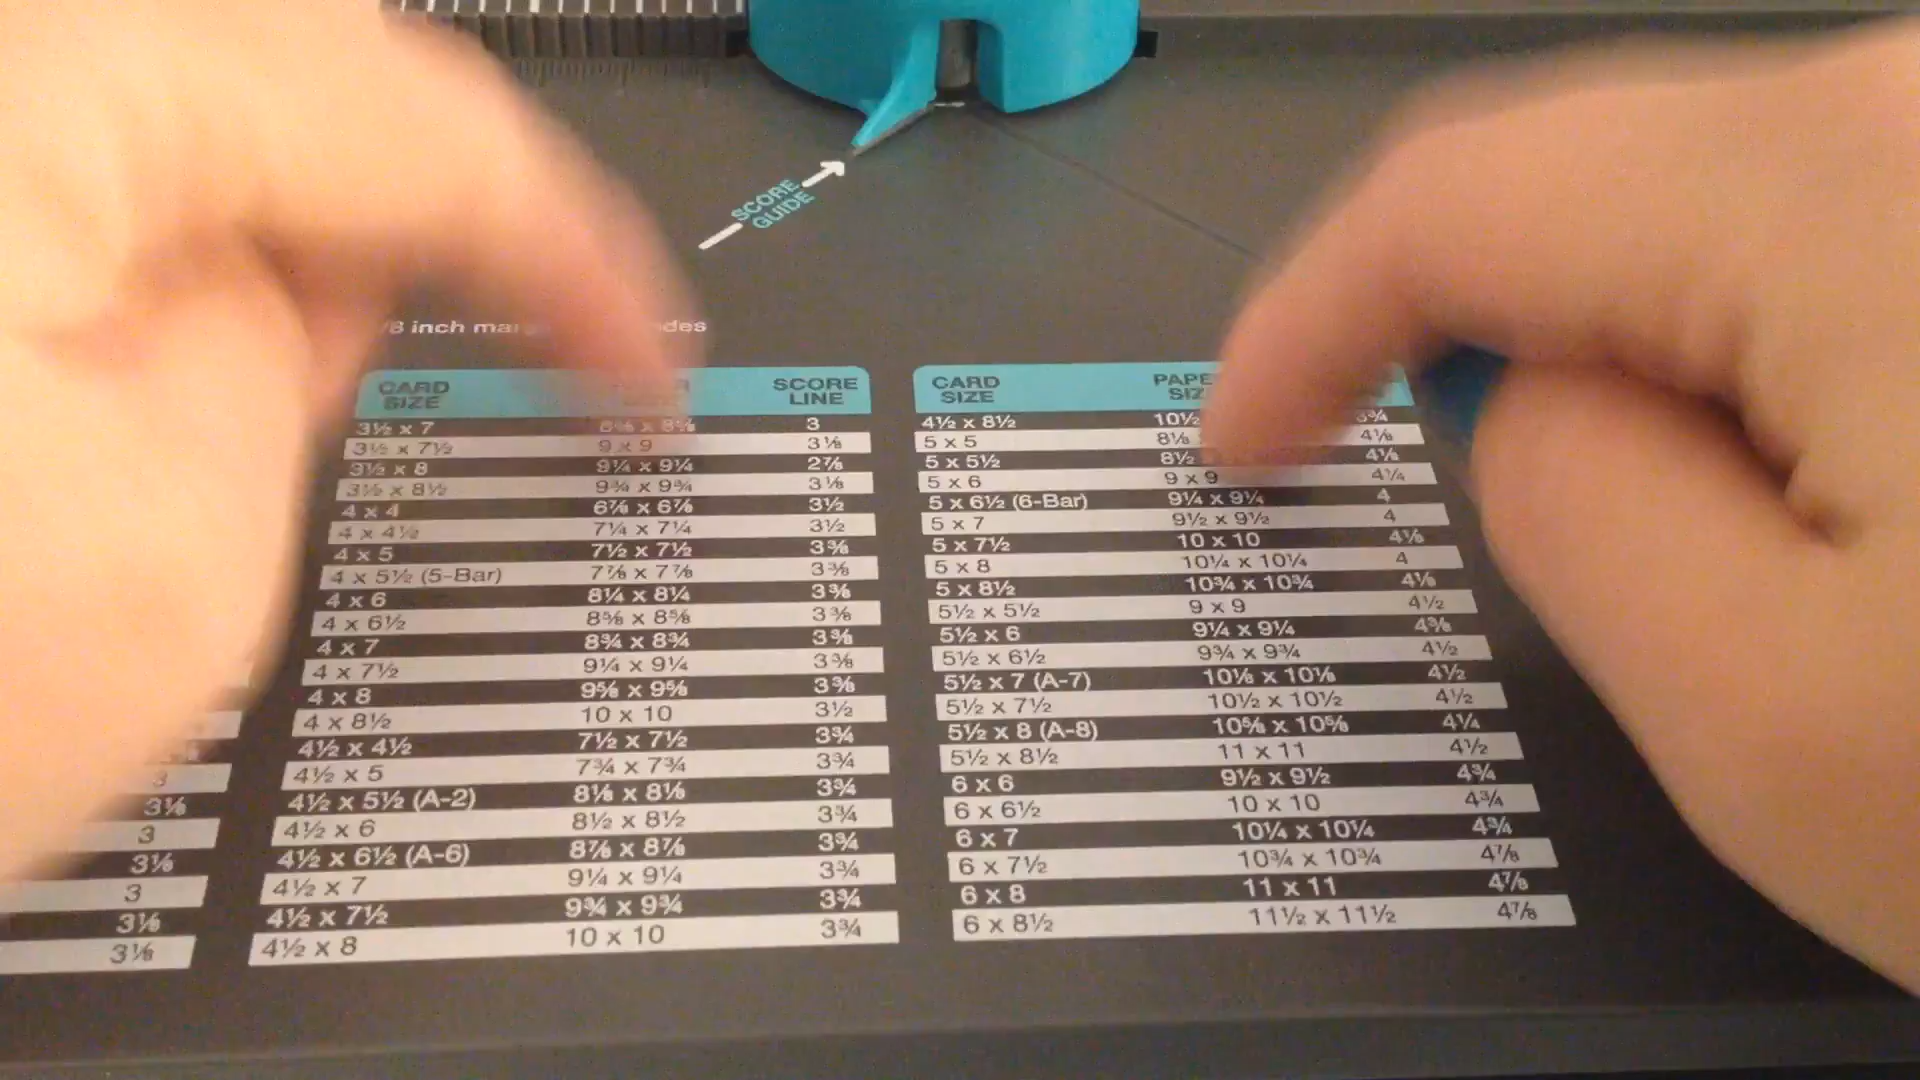 SCORE
GUIDE
/8 inch
CARD SIZE SCORE LINE
3½ x 7 3
3½ x 7½ 9 x 9 3⅛
3½ x 8 9¼ x 9¼ 2⅞
3½ x 8½ 9¾ x 9¾ 3⅛
4 x 4 6⅞ x 6⅞ 3½
4 x 4½ 7¼ x 7¼ 3½
4 x 5 7½ x 7½ 3⅜
4 x 5½ (5-Bar) 7⅞ x 7⅞ 3⅜
4 x 6 8¼ x 8¼ 3⅜
4 x 6½ 8⅝ x 8⅝ 3⅜
4 x 7 8¾ x 8¾ 3⅜
4 x 7½ 9¼ x 9¼ 3⅜
4 x 8 9⅝ x 9⅝ 3⅜
4 x 8½ 10 x 10 3½
4½ x 4½ 7½ x 7½ 3¾
4½ x 5 7¾ x 7¾ 3¾
4½ x 5½ (A-2) 8⅛ x 8⅛ 3¾
4½ x 6 8½ x 8½ 3¾
4½ x 6½ (A-6) 8⅞ x 8⅞ 3¾
4½ x 7 9¼ x 9¼ 3¾
4½ x 7½ 9¾ x 9¾ 3¾
4½ x 8 10 x 10 3¾
CARD SIZE
4½ x 8½ 10½ 3¾
5 x 5 8⅛ 4⅛
5 x 5½ 8½ 4⅛
5 x 6 9 x 9 4¼
5 x 6½ (6-Bar) 9¼ x 9¼ 4
5 x 7 9½ x 9½ 4
5 x 7½ 10 x 10 4⅛
5 x 8 10¼ x 10¼ 4
5 x 8½ 10¾ x 10¾ 4⅛
5½ x 5½ 9 x 9 4½
5½ x 6 9¼ x 9¼ 4⅜
5½ x 6½ 9¾ x 9¾ 4½
5½ x 7 (A-7) 10⅛ x 10⅛ 4½
5½ x 7½ 10½ x 10½ 4½
5½ x 8 (A-8) 10⅝ x 10⅝ 4¼
5½ x 8½ 11 x 11 4½
6 x 6 9½ x 9½ 4¾
6 x 6½ 10 x 10 4¾
6 x 7 10¼ x 10¼ 4¾
6 x 7½ 10¾ x 10¾ 4⅞
6 x 8 11 x 11 4⅞
6 x 8½ 11½ x 11½ 4⅞
3
3⅛
3
3⅛
3
3⅛
3⅛